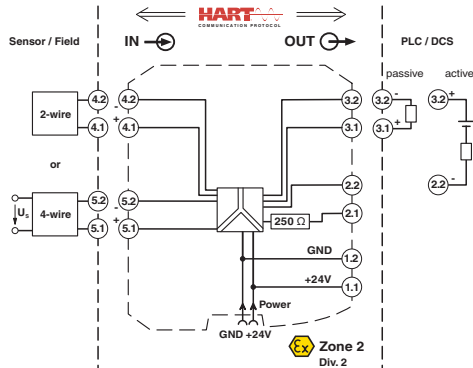 HART
COMMUNICATION PROTOCOL
Sensor / Field
IN
OUT
PLC / DCS
passive
active
4.2
4.2
3.2
3.2
-
3.2
+
2-wire
-
+
4.1
4.1
3.1
3.1
+
or
5.2
5.2
2.2
2.2
-
Us
4-wire
-
+
250 Ω
2.1
5.1
5.1
GND
1.2
+24V
1.1
Power
GND +24V
Ex
Zone 2
Div. 2